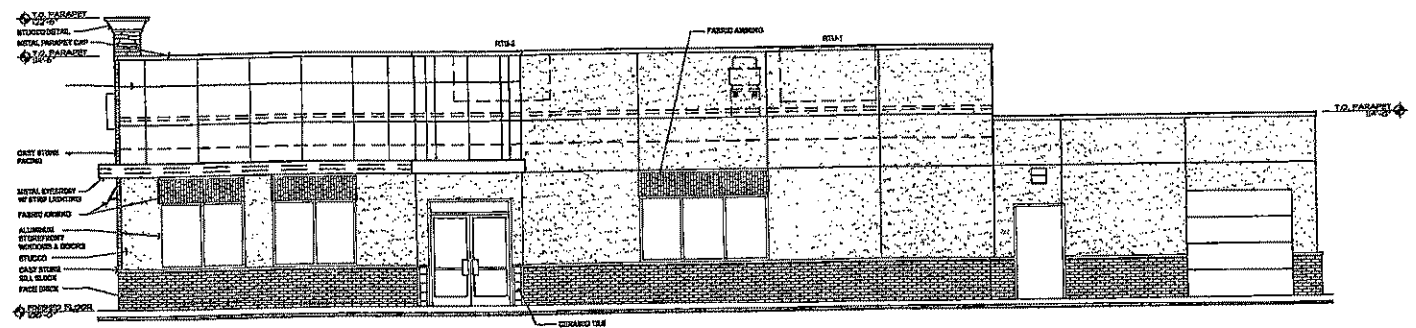 T.O. PARAPET
STUCCO DETAIL
METAL PARAPET CAP
T.O. PARAPET
RTU-2
FABRIC AWNING
RTU-1
T.O. PARAPET
CAST STONE
FACING
METAL EYEBROW
W/ STRIP LIGHTING
FABRIC AWNING
ALUMINUM
STOREFRONT
WINDOWS & DOORS
STUCCO
CAST STONE
SILL BLOCK
FACE BRICK
FINISHED FLOOR
CERAMIC TILE